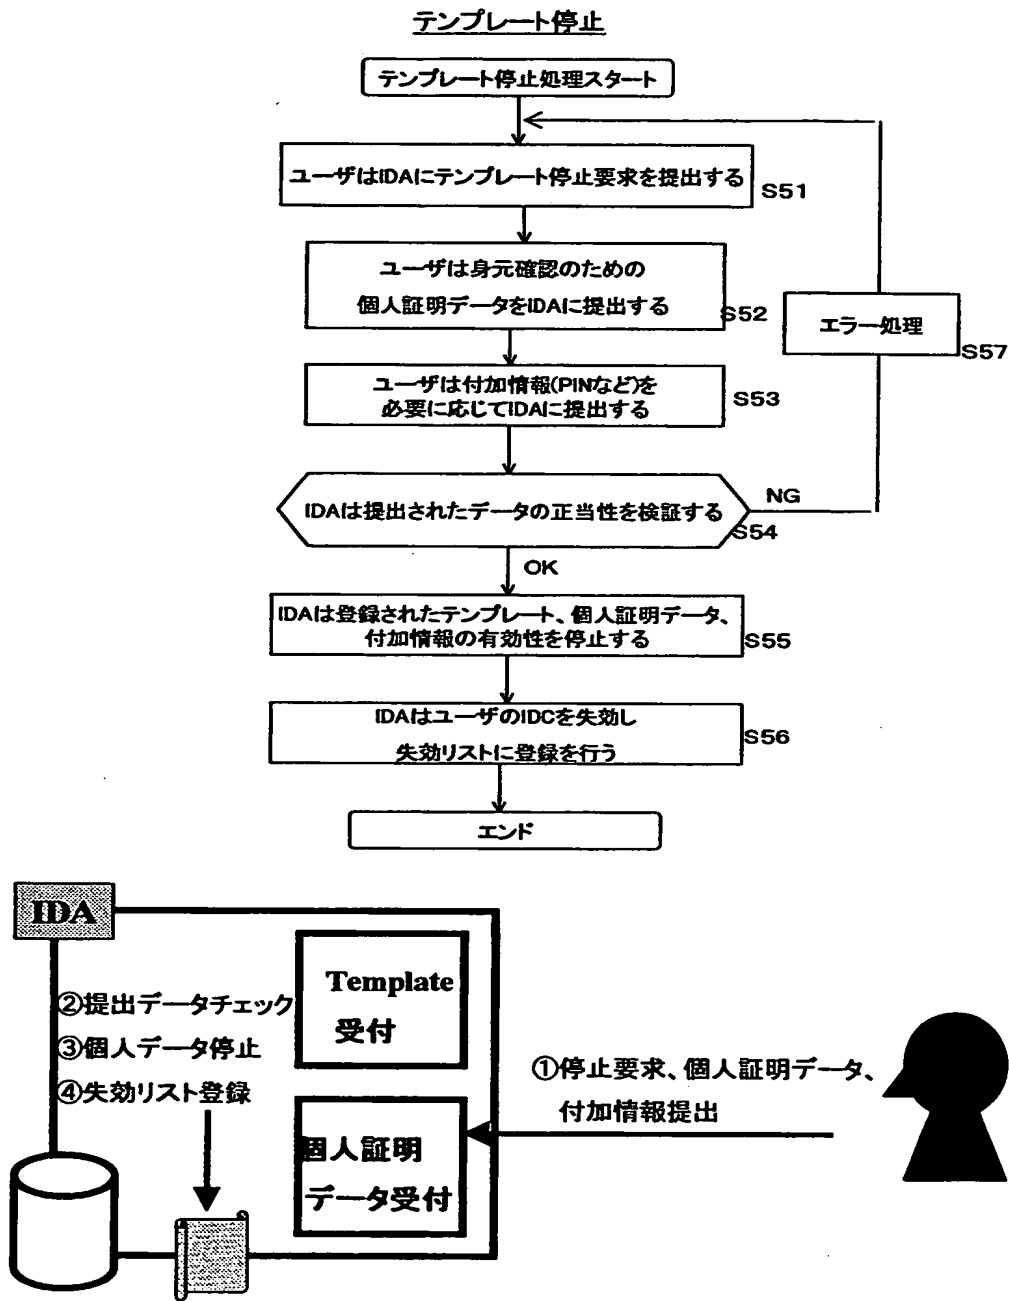 テンプレート停止
テンプレート停止処理スタート
ユーザはIDAにテンプレート停止要求を提出する
S51
ユーザは身元確認のための
個人証明データをIDAに提出する
S52
エラー処理
S57
ユーザは付加情報(PINなど)を
必要に応じてIDAに提出する
S53
IDAは提出されたデータの正当性を検証する
NG
S54
OK
IDAは登録されたテンプレート、個人証明データ、
付加情報の有効性を停止する
S55
IDAはユーザのIDCを失効し
失効リストに登録を行う
S56
エンド
IDA
Template
受付
②提出データチェック
③個人データ停止
④失効リスト登録
①停止要求、個人証明データ、
付加情報提出
個人証明
データ受付